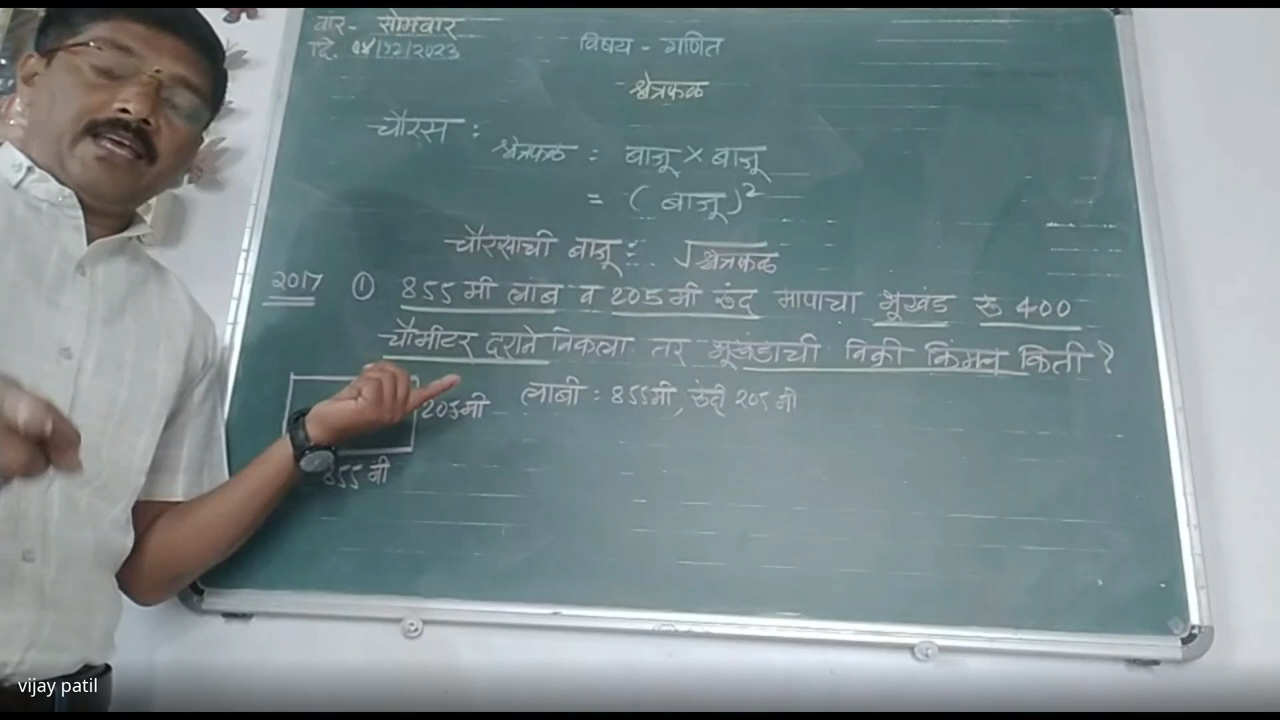 वार- सोमवार
दि. 04/12/2023
विषय - गणित
क्षेत्रफळ
चौरस :
क्षेत्रफळ = बाजू × बाजू
= (बाजू)²
चौरसाची बाजू = √क्षेत्रफळ
2017 ① 855 मी लांब व 205 मी रुंद मापाचा भूखंड रु 400
चौमीटर दराने विकला तर भूखंडाची विक्री किंमत किती ?
205मी लांबी : 855मी, रुंदी 205 मी
855 मी
vijay patil